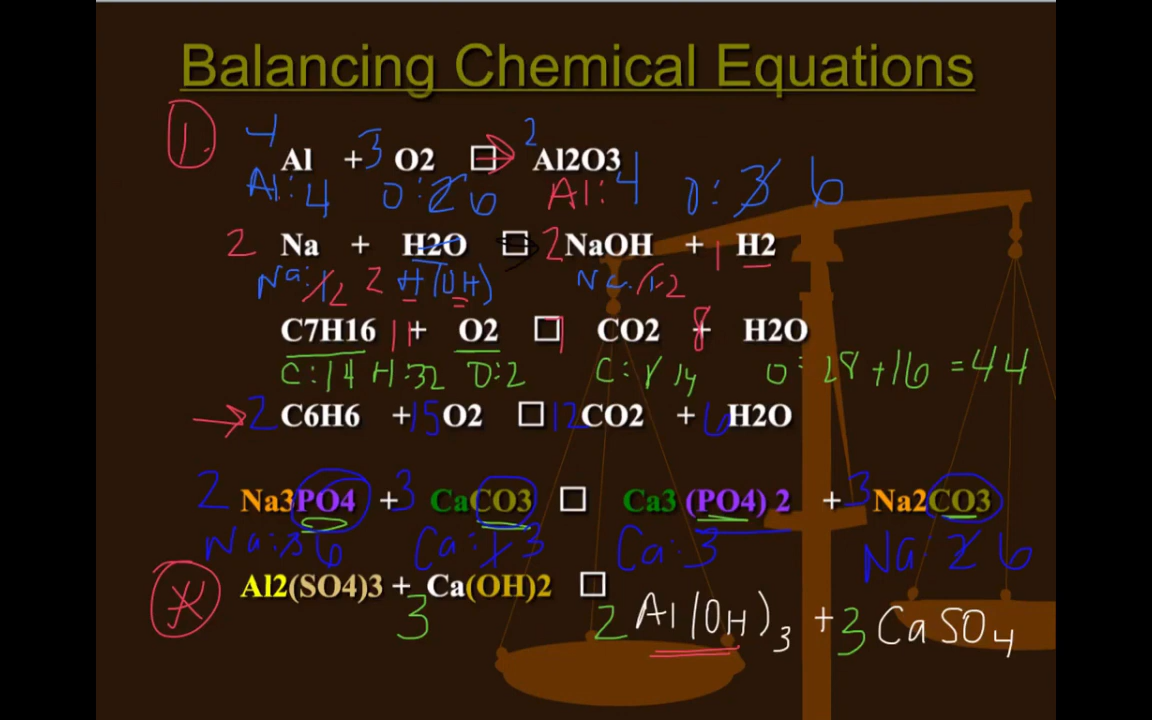 Balancing Chemical Equations
1.
4 Al + 3 O2 □ → 2 Al2O3
Al: 4 O: 2 6 Al: 4 O: 3 6
2 Na + H2O □ 2 NaOH + 1 H2
Na: 1 2 2 H(OH) Na: 1 2
C7H16 11 + O2 □ 7 CO2 + 8 H2O
C: 14 H: 32 O: 2 C: 14 O: 28 + 16 = 44
→ 2 C6H6 + 15 O2 □ 12 CO2 + 6 H2O
2 Na3PO4 + 3 CaCO3 □ Ca3 (PO4) 2 + 3 Na2CO3
Na: 3 6 Ca: 1 3 Ca: 3 Na: 2 6
Al2(SO4)3 + 3 Ca(OH)2 □ 2 Al(OH)3 + 3 CaSO4